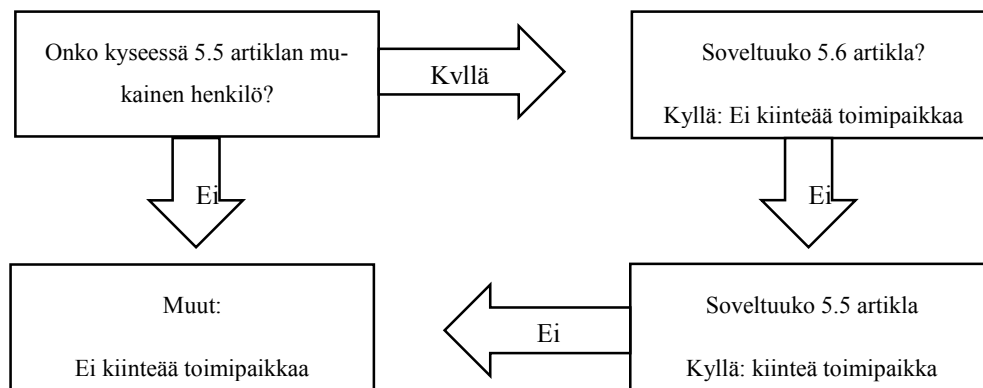 Onko kyseessä 5.5 artiklan mu-
kainen henkilö?
Kyllä
Soveltuuko 5.6 artikla?
Kyllä: Ei kiinteää toimipaikkaa
Ei
Ei
Muut:
Ei kiinteää toimipaikkaa
Ei
Soveltuuko 5.5 artikla
Kyllä: kiinteä toimipaikka